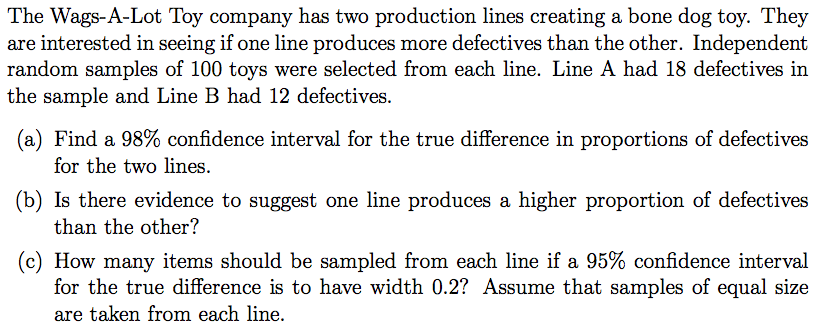 The Wags-A-Lot Toy company has two production lines creating a bone dog toy. They
are interested in seeing if one line produces more defectives than the other. Independent
random samples of 100 toys were selected from each line. Line A had 18 defectives in
the sample and Line B had 12 defectives.
(a) Find a 98% confidence interval for the true difference in proportions of defectives
for the two lines.
(b) Is there evidence to suggest one line produces a higher proportion of defectives
than the other?
(c) How many items should be sampled from each line if a 95% confidence interval
for the true difference is to have width 0.2? Assume that samples of equal size
are taken from each line.